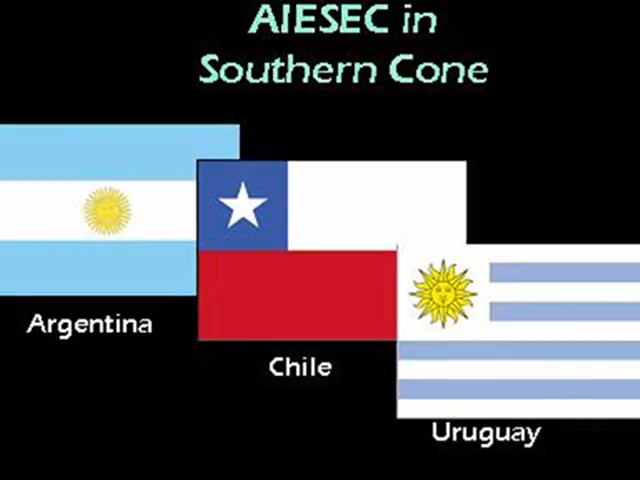 AIESEC in
Southern Cone
Argentina
Chile
Uruguay